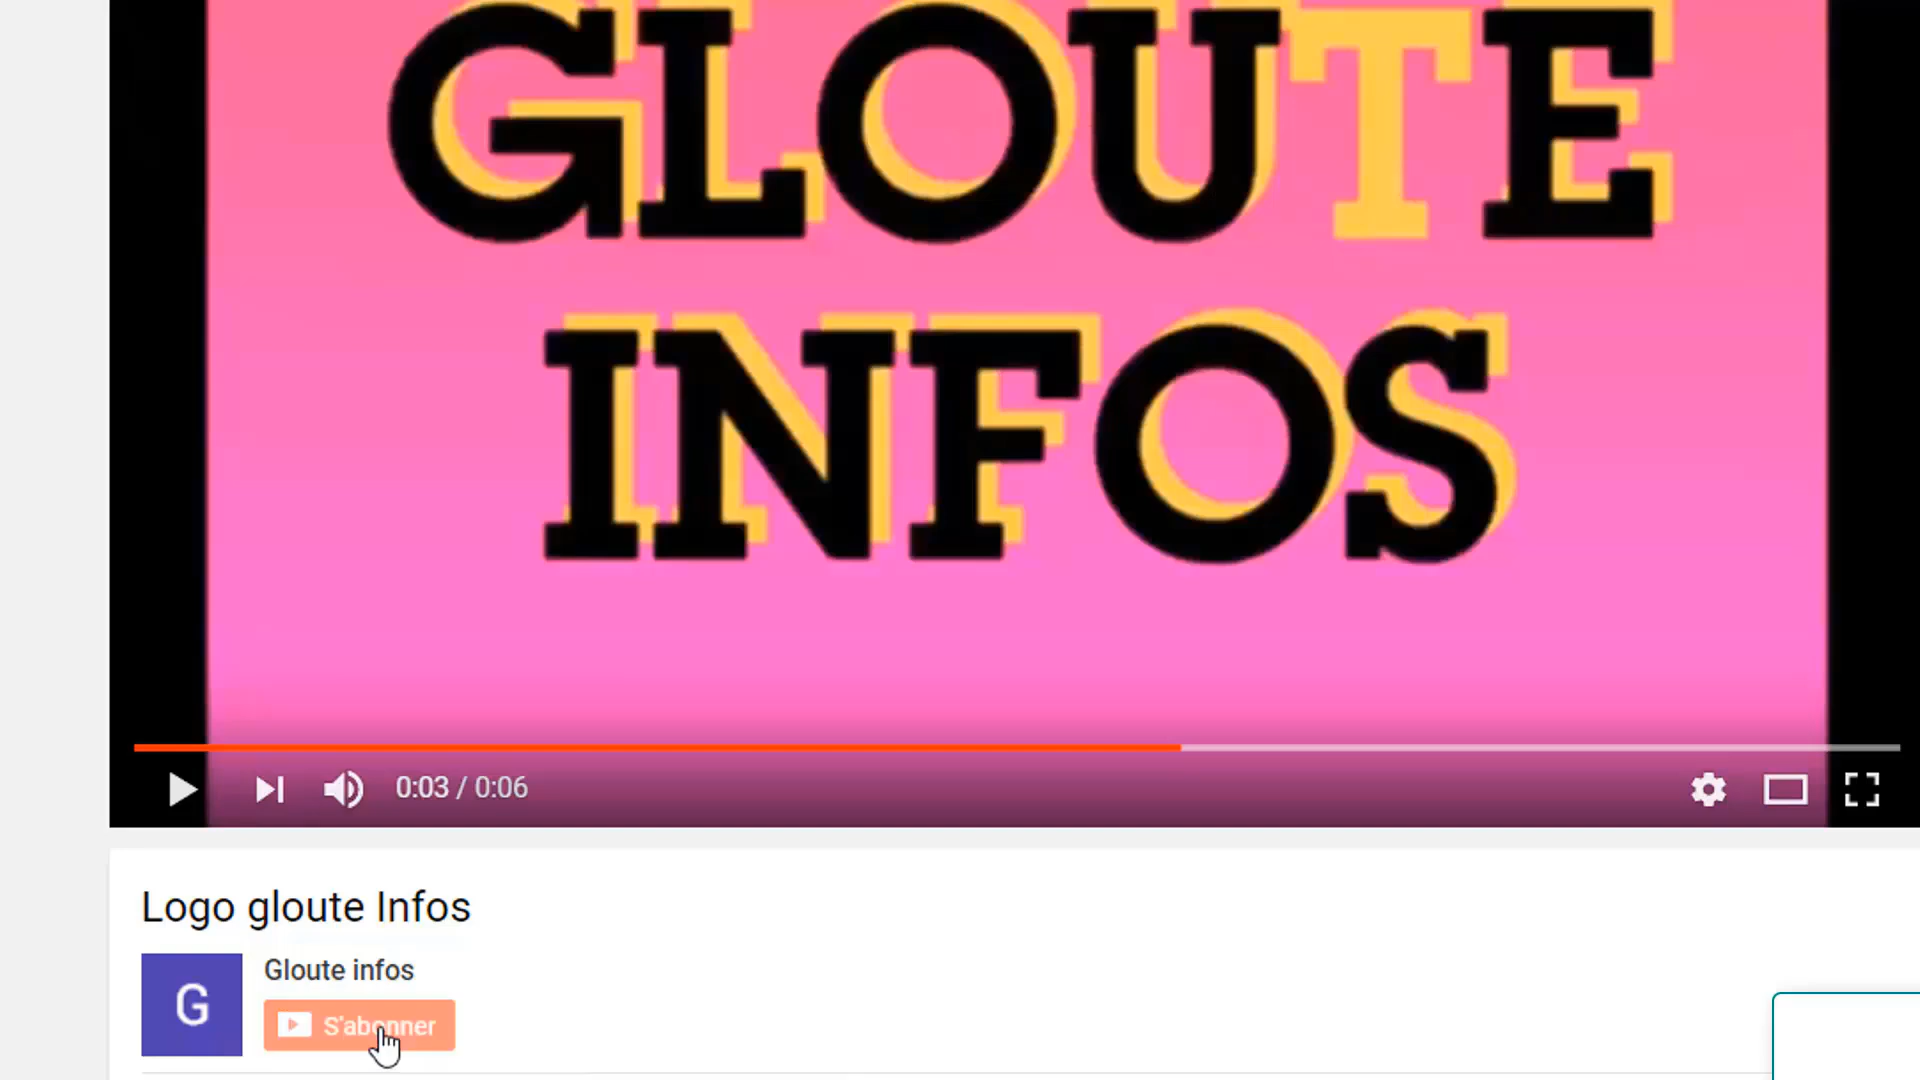 GLOUTE
INFOS
0:03 / 0:06
Logo gloute Infos
G
Gloute infos
S'abonner